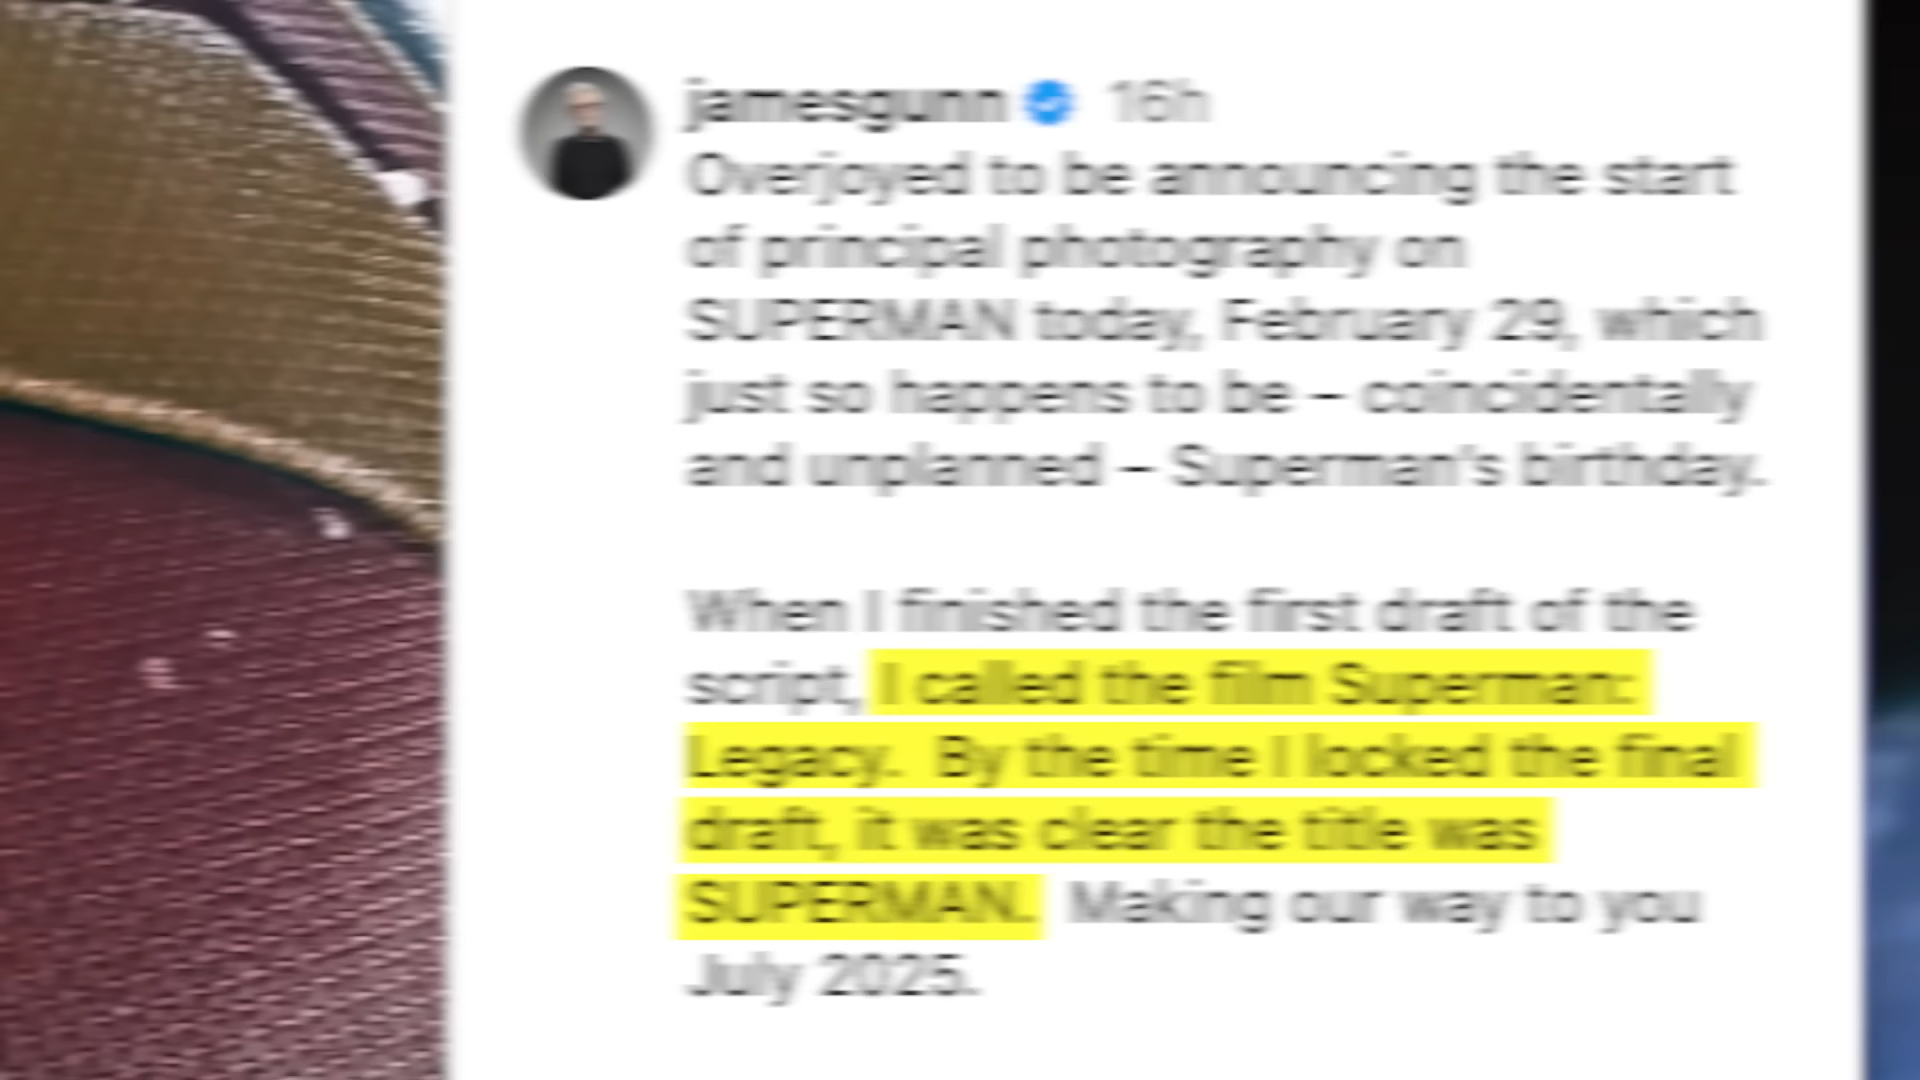 jamesgunn 16h
Overjoyed to be announcing the start
of principal photography on
SUPERMAN today, February 29, which
just so happens to be – coincidentally
and unplanned – Superman's birthday.
When I finished the first draft of the
script, I called the film Superman:
Legacy. By the time I locked the final
draft, it was clear the title was
SUPERMAN. Making our way to you
July 2025.